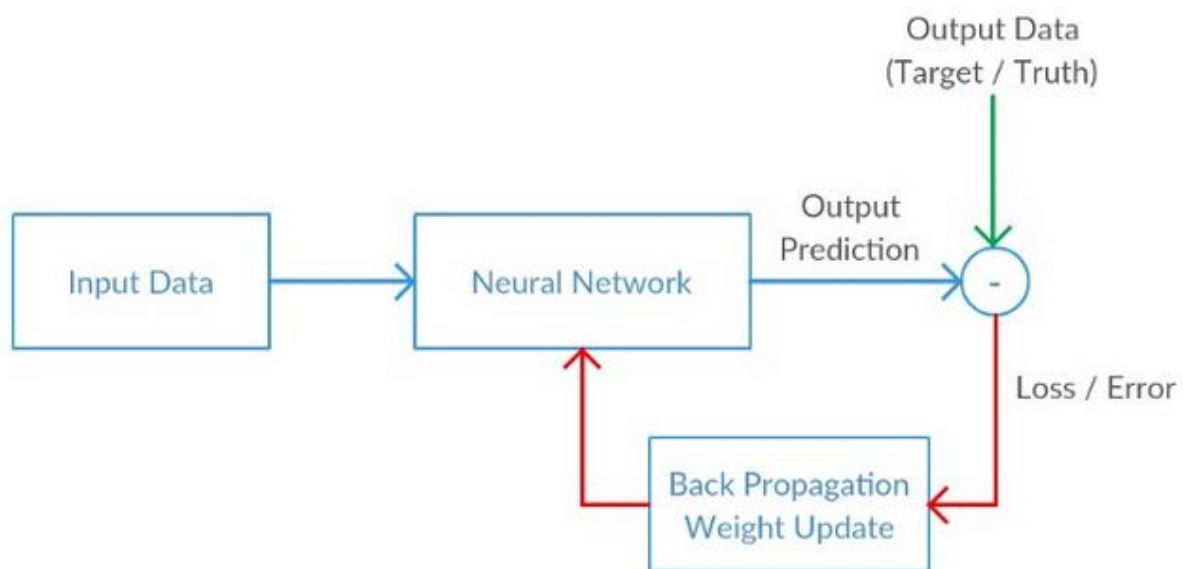 Output Data
(Target / Truth)
Input Data
Neural Network
Output
Prediction
-
Loss / Error
Back Propagation
Weight Update